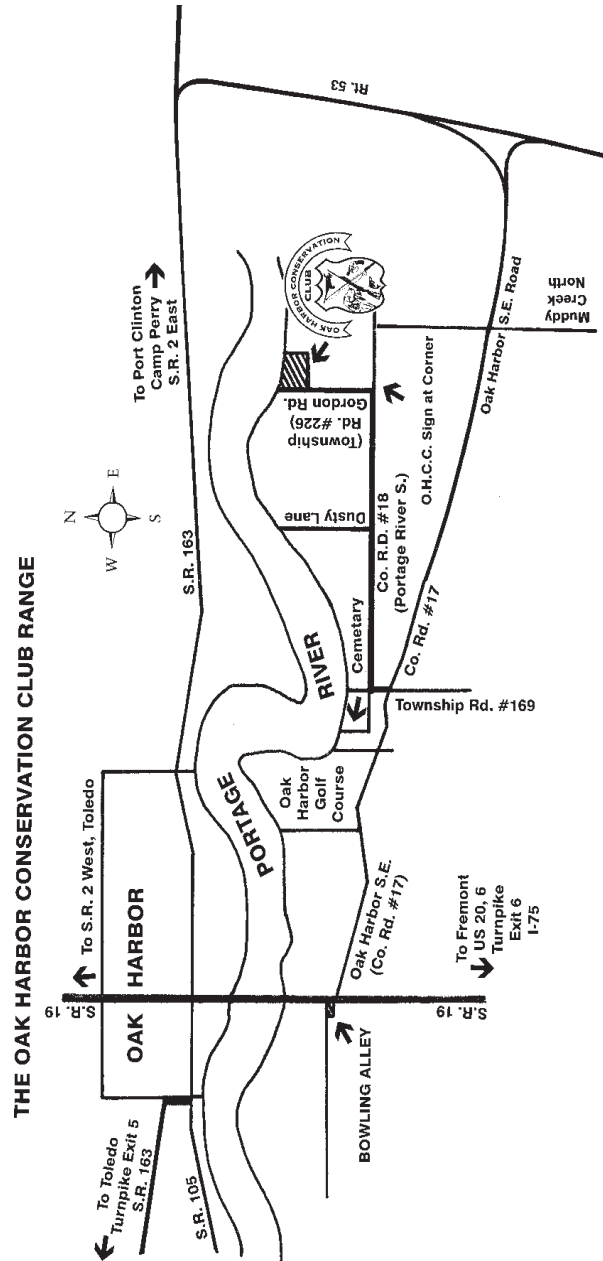 THE OAK HARBOR CONSERVATION CLUB RANGE
To Toledo
Turnpike Exit 5
S.R. 163
S.R. 105
S.R. 19
To S.R. 2 West, Toledo
OAK HARBOR
N
W
E
S
S.R. 163
To Port Clinton
Camp Perry
S.R. 2 East
Rt. 53
PORTAGE
RIVER
Oak
Harbor
Golf
Course
Cemetary
Dusty Lane
(Township
Rd. #226)
Gordon Rd.
OAK HARBOR CONSERVATION
CLUB
BOWLING ALLEY
Oak Harbor S.E.
(Co. Rd. #17)
S.R. 19
To Fremont
US 20, 6
Turnpike
Exit 6
I-75
Township Rd. #169
Co. Rd. #17
Co. R.D. #18
(Portage River S.)
O.H.C.C. Sign at Corner
Oak Harbor S.E. Road
Muddy
Creek
North